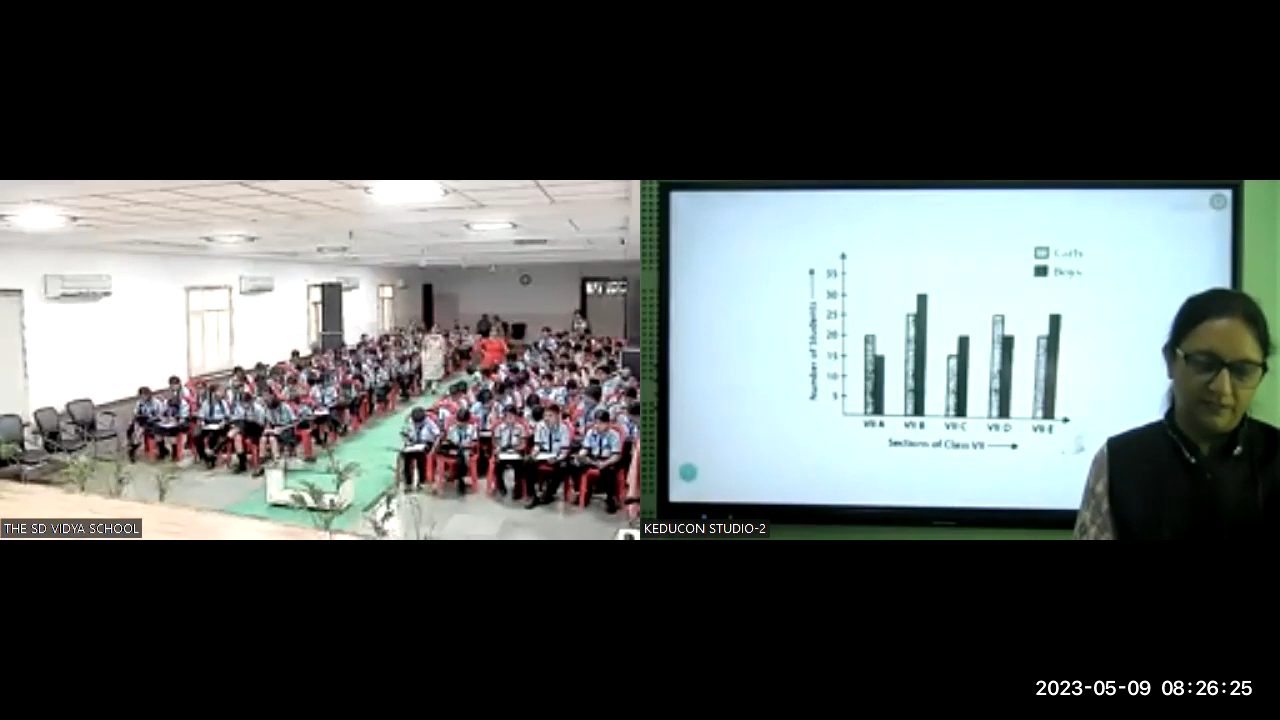 Girls
Boys
35
30
25
20
15
10
5
Number of Students
VII A VII B VII C VII D VII E
Sections of Class VII
THE SD VIDYA SCHOOL
KEDUCON STUDIO-2
2023-05-09 08:26:25